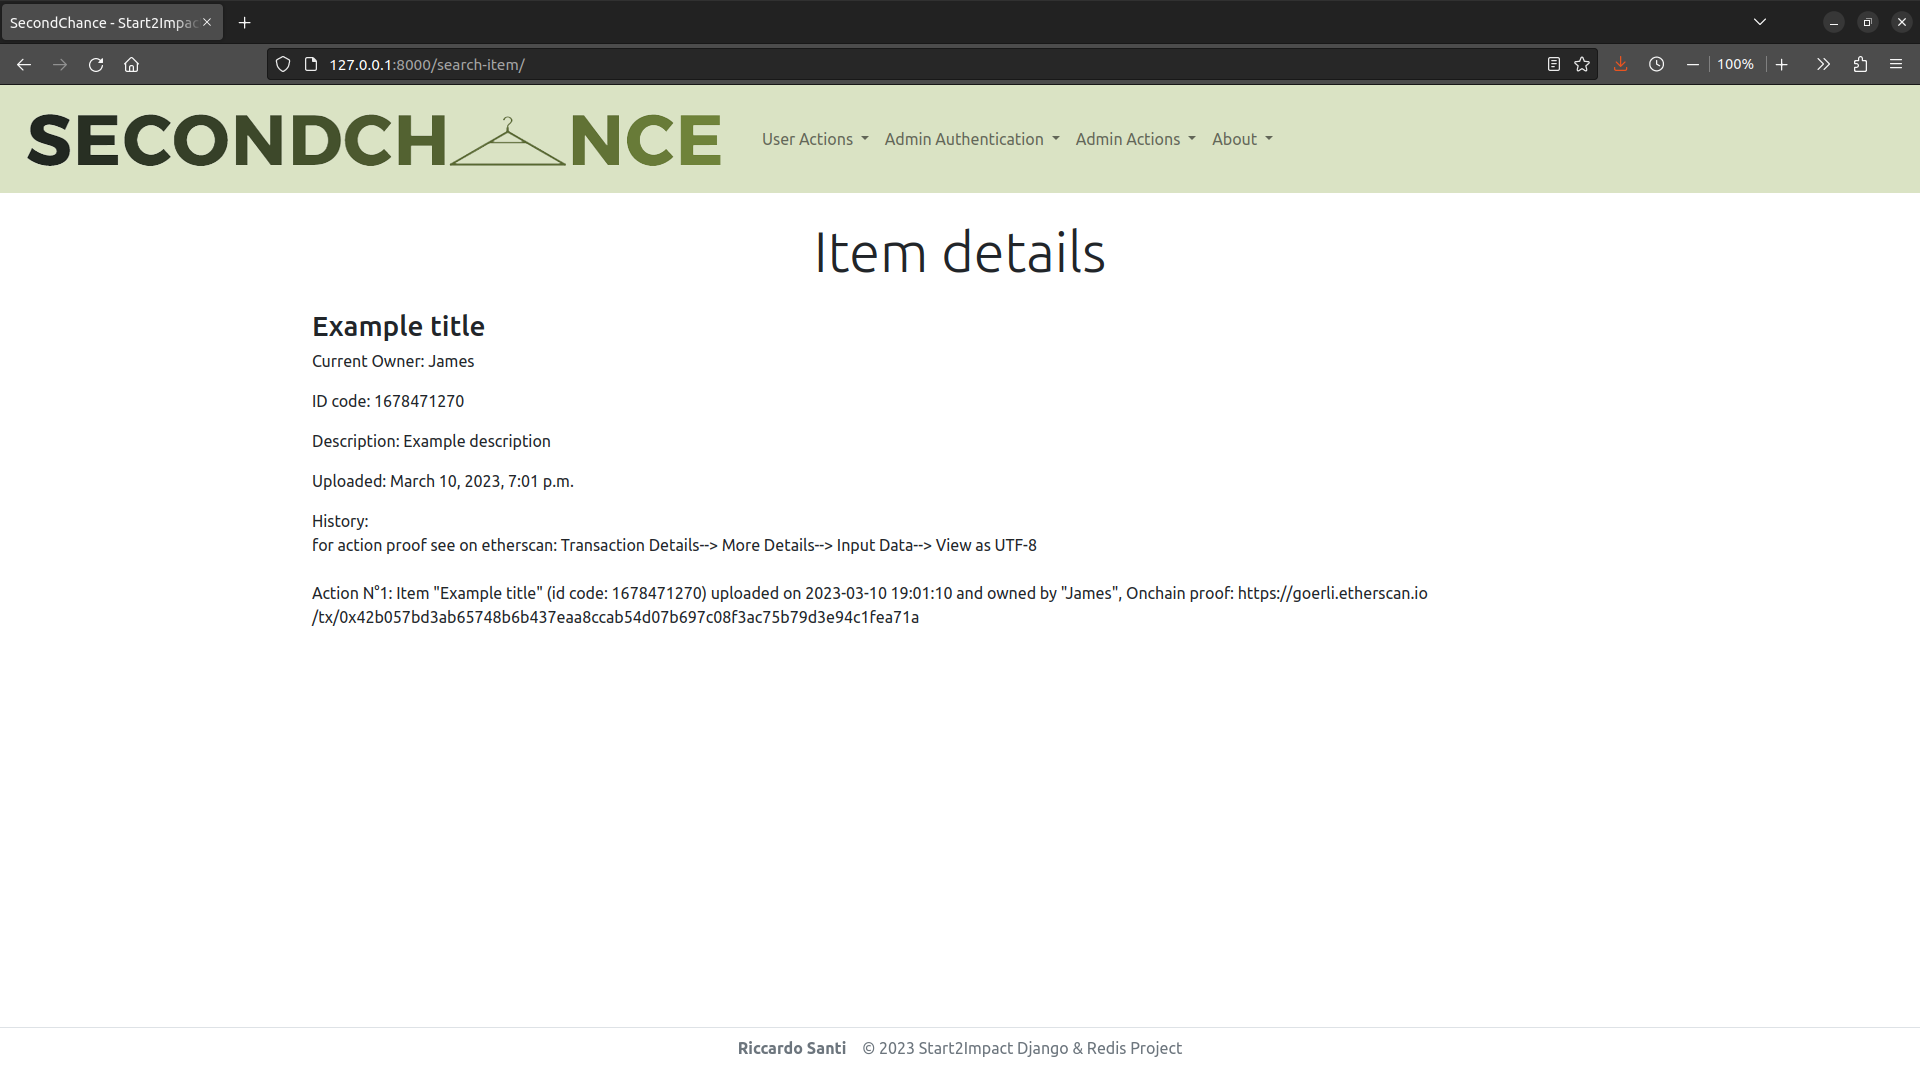 SecondChance - Start2Impac
127.0.0.1:8000/search-item/
100%
SECONDCHANCE
User Actions
Admin Authentication
Admin Actions
About
Item details
Example title
Current Owner: James
ID code: 1678471270
Description: Example description
Uploaded: March 10, 2023, 7:01 p.m.
History:
for action proof see on etherscan: Transaction Details--> More Details--> Input Data--> View as UTF-8
Action N°1: Item "Example title" (id code: 1678471270) uploaded on 2023-03-10 19:01:10 and owned by "James", Onchain proof: https://goerli.etherscan.io
/tx/0x42b057bd3ab65748b6b437eaa8ccab54d07b697c08f3ac75b79d3e94c1fea71a
Riccardo Santi © 2023 Start2Impact Django & Redis Project